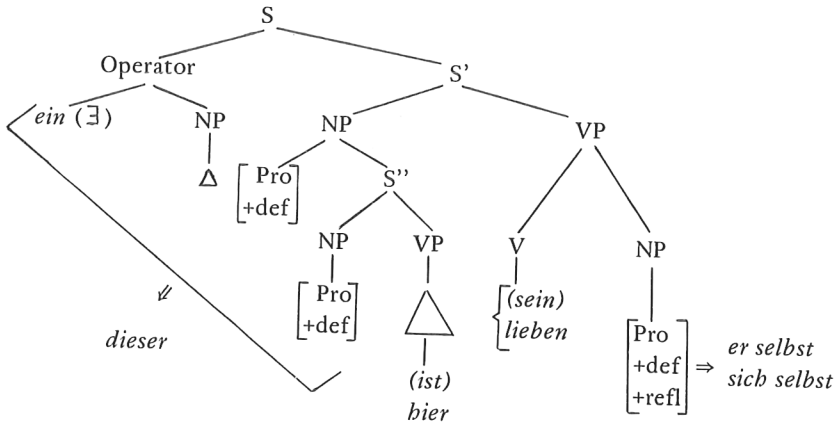 S
Operator
S'
ein (∃)
NP
NP
VP
Δ
Pro
+def
S''
NP
VP
V
NP
Pro
+def
(sein)
lieben
⇙
dieser
(ist)
hier
Pro
+def
+refl
⇒
er selbst
sich selbst